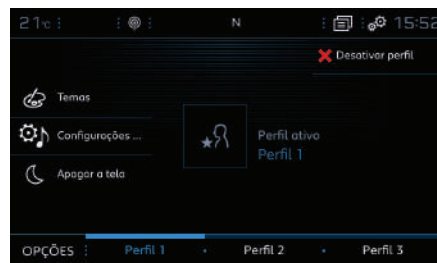 21°c N 15:52
Desativar perfil
Temas
Configurações ...
Perfil ativo
Perfil 1
Apagar a tela
OPÇÕES Perfil 1 Perfil 2 Perfil 3